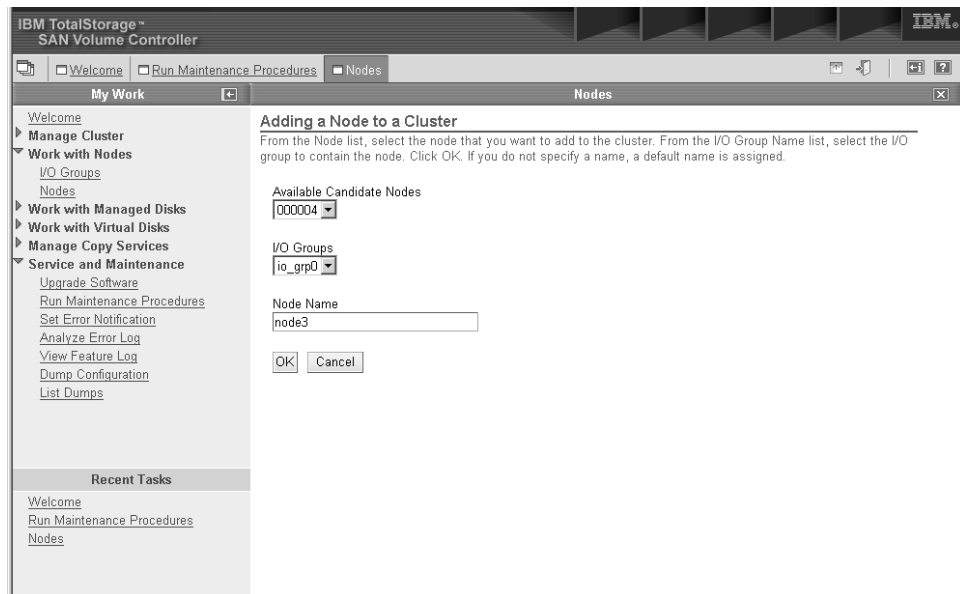 IBM TotalStorage™
SAN Volume Controller
IBM®
Welcome
Run Maintenance Procedures
Nodes
My Work
Nodes
Welcome
Manage Cluster
Work with Nodes
I/O Groups
Nodes
Work with Managed Disks
Work with Virtual Disks
Manage Copy Services
Service and Maintenance
Upgrade Software
Run Maintenance Procedures
Set Error Notification
Analyze Error Log
View Feature Log
Dump Configuration
List Dumps
Recent Tasks
Welcome
Run Maintenance Procedures
Nodes
Adding a Node to a Cluster
From the Node list, select the node that you want to add to the cluster. From the I/O Group Name list, select the I/O
group to contain the node. Click OK. If you do not specify a name, a default name is assigned.
Available Candidate Nodes
000004
I/O Groups
io_grp0
Node Name
node3
OK Cancel